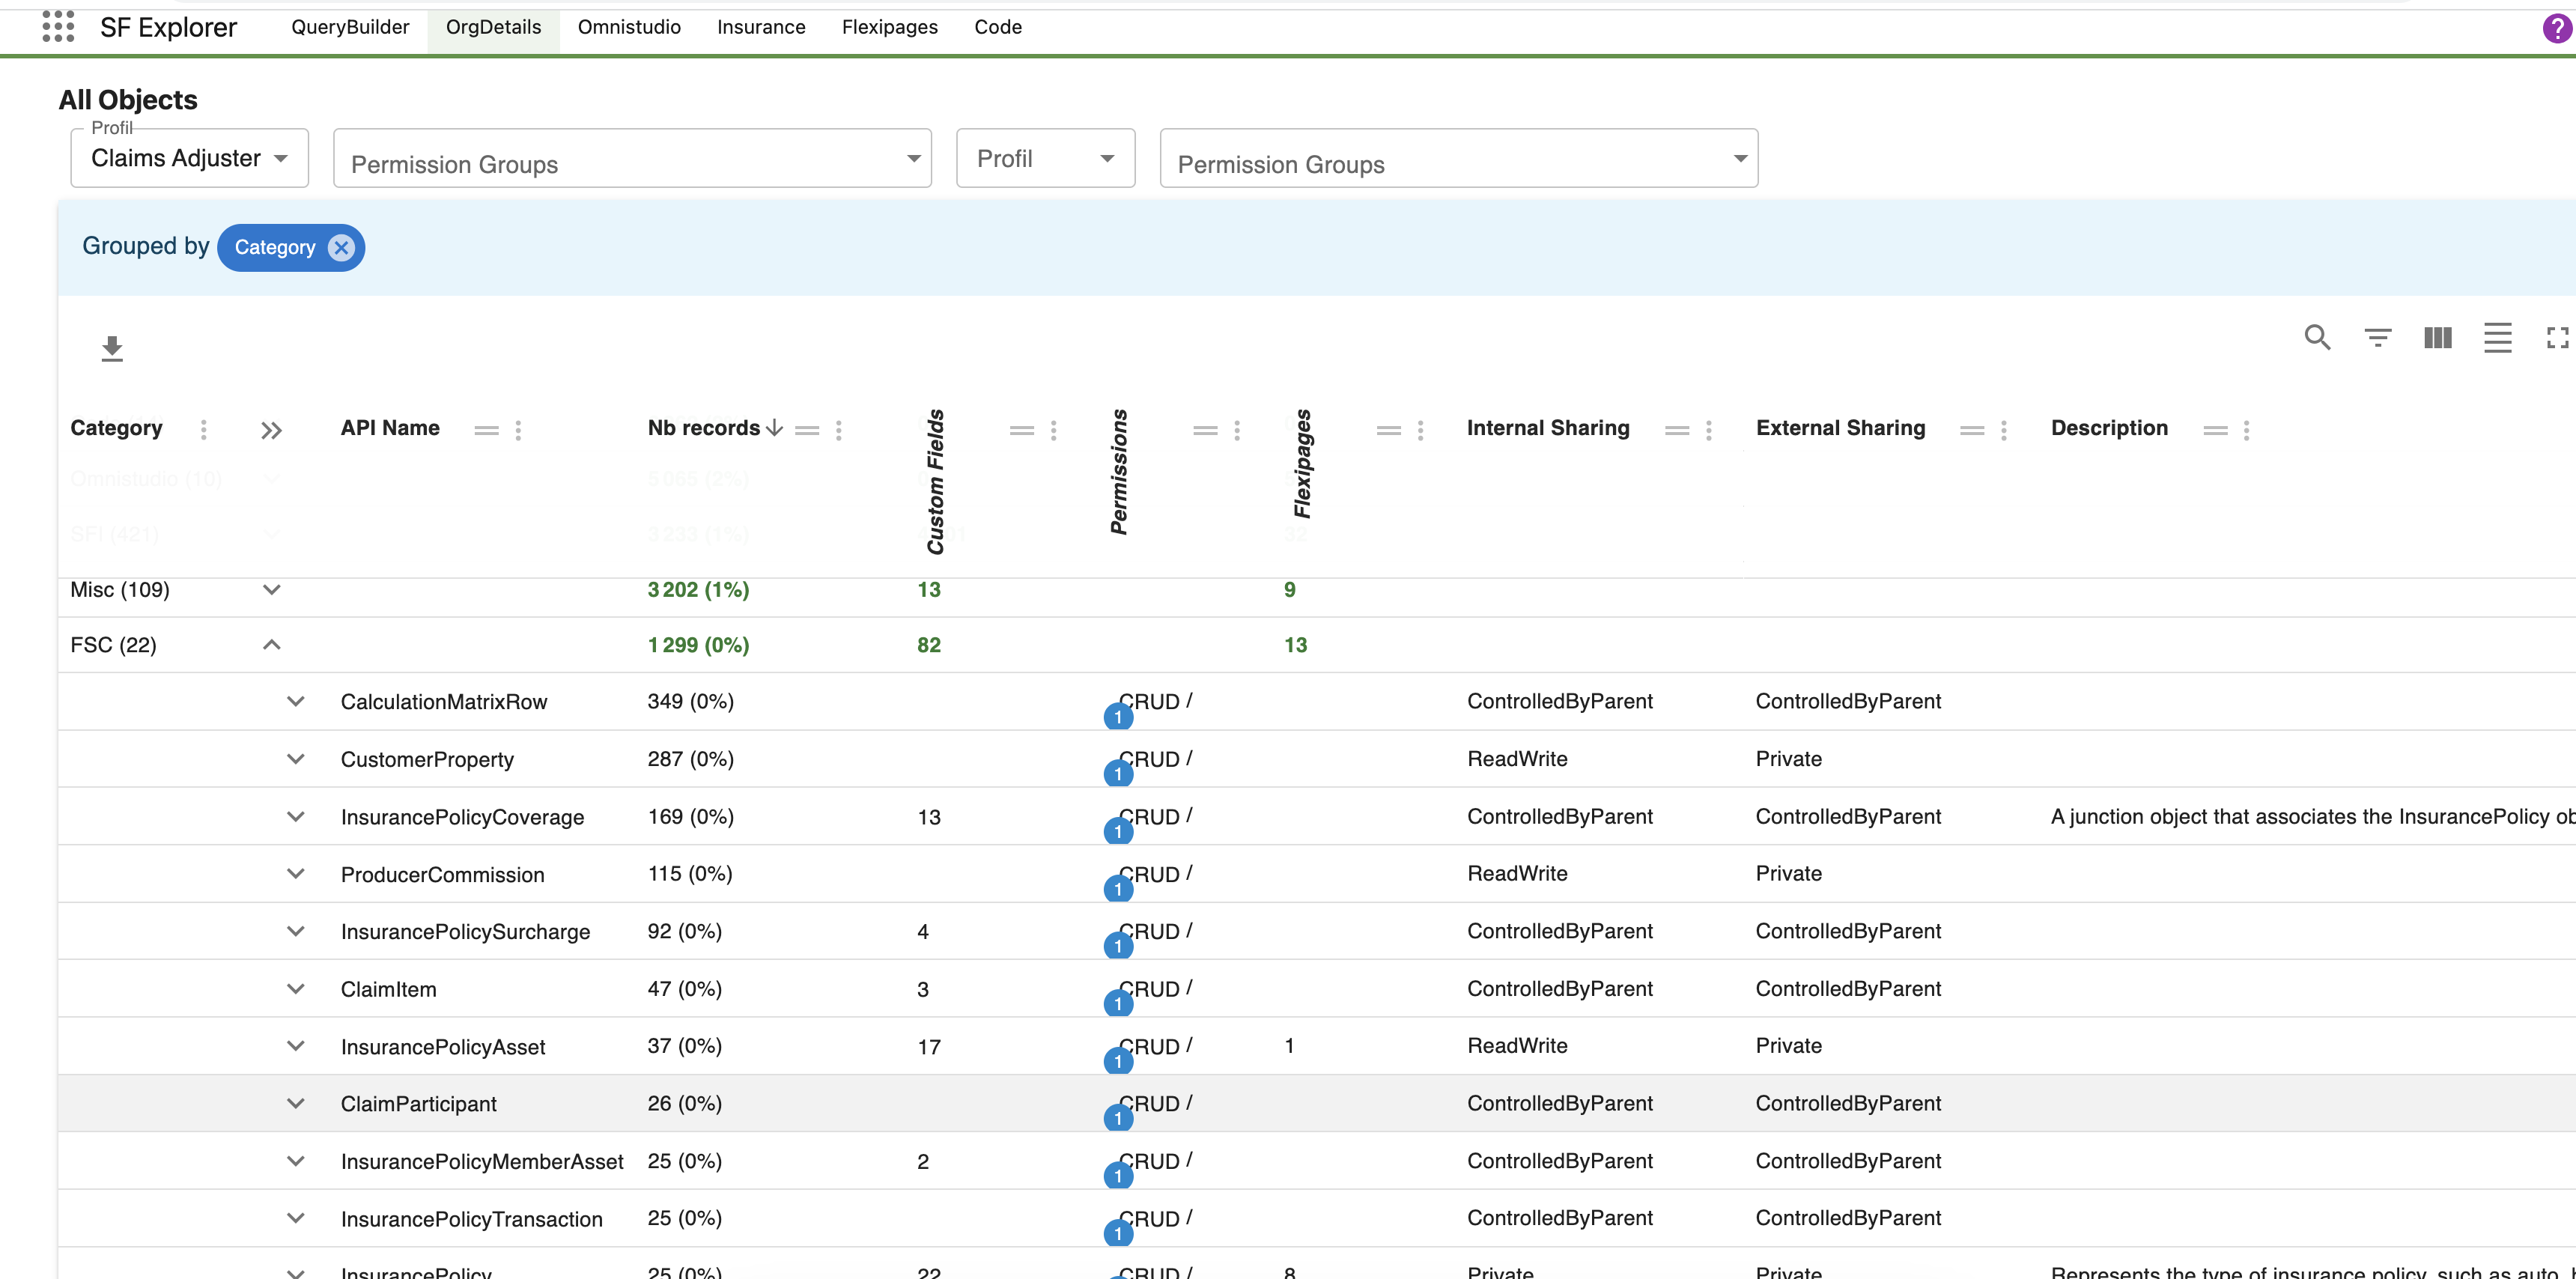 SF Explorer QueryBuilder OrgDetails Omnistudio Insurance Flexipages Code ?
All Objects
Profil
Claims Adjuster Permission Groups Profil Permission Groups
Grouped by Category
Category API Name Nb records Custom Fields Permissions Flexipages Internal Sharing External Sharing Description
Omnistudio (10) 5 065 (2%)
SFI (421) 3 233 (1%) 32
Misc (109) 3 202 (1%) 13 9
FSC (22) 1 299 (0%) 82 13
CalculationMatrixRow 349 (0%) 1 CRUD / ControlledByParent ControlledByParent
CustomerProperty 287 (0%) 1 CRUD / ReadWrite Private
InsurancePolicyCoverage 169 (0%) 13 1 CRUD / ControlledByParent ControlledByParent A junction object that associates the InsurancePolicy ob
ProducerCommission 115 (0%) 1 CRUD / ReadWrite Private
InsurancePolicySurcharge 92 (0%) 4 1 CRUD / ControlledByParent ControlledByParent
ClaimItem 47 (0%) 3 1 CRUD / ControlledByParent ControlledByParent
InsurancePolicyAsset 37 (0%) 17 1 CRUD / 1 ReadWrite Private
ClaimParticipant 26 (0%) 1 CRUD / ControlledByParent ControlledByParent
InsurancePolicyMemberAsset 25 (0%) 2 1 CRUD / ControlledByParent ControlledByParent
InsurancePolicyTransaction 25 (0%) 1 CRUD / ControlledByParent ControlledByParent
InsurancePolicy 25 (0%) 22 CRUD / 8 Private Private Represents the type of insurance policy, such as auto,